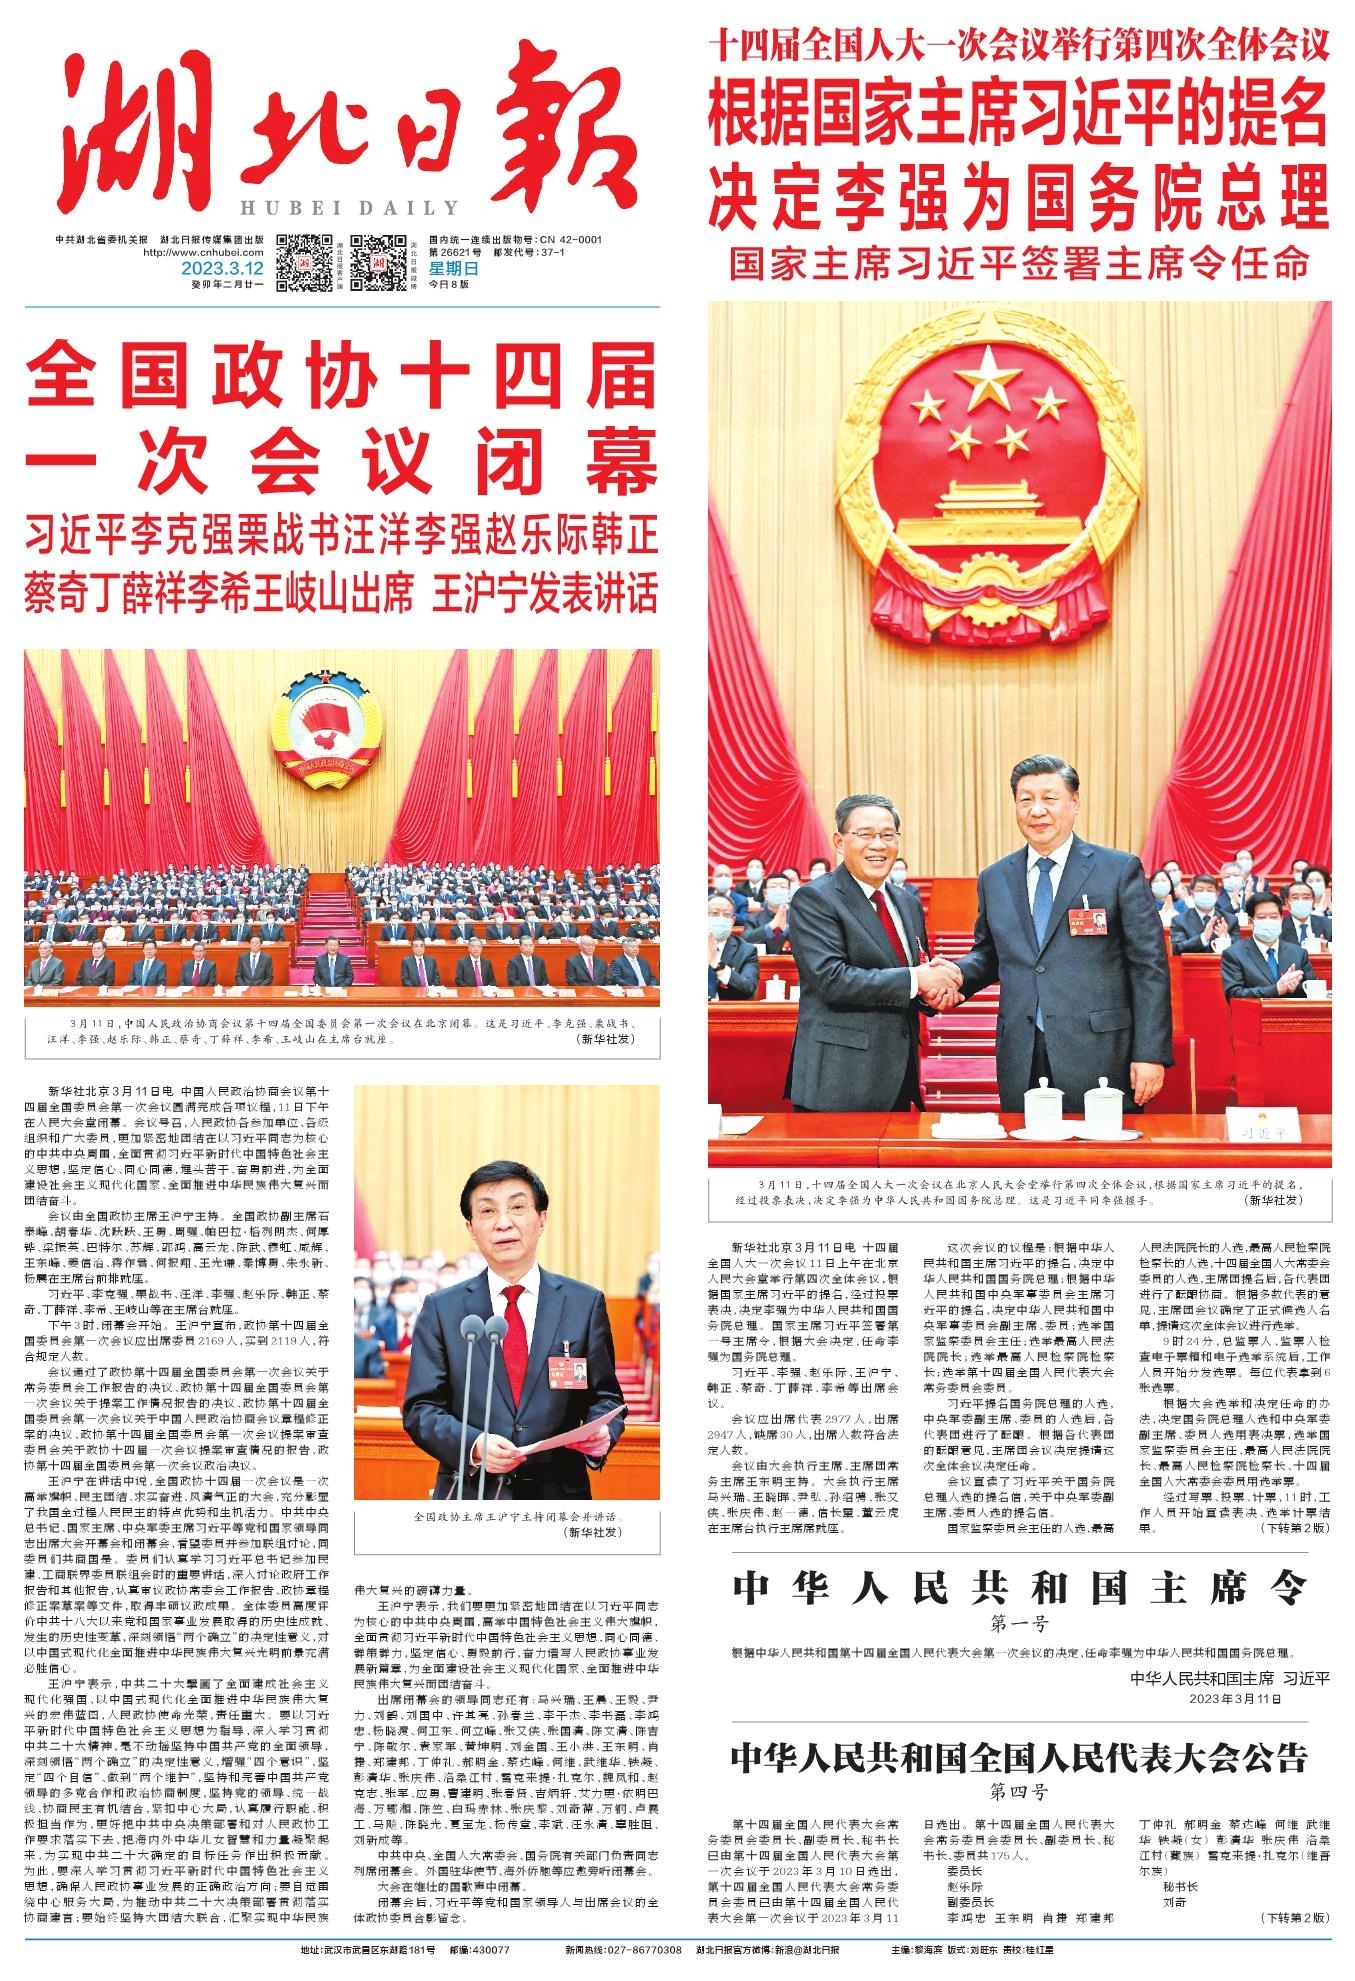 湖北日報
HUBEI DAILY
中共湖北省委机关报 湖北日报传媒集团出版
http://www.cnhubei.com
2023.3.12
癸卯年二月廿一
湖北日报客户端
湖北日报微博
国内统一连续出版物号:CN 42-0001
第26621号 邮发代号:37-1
星期日
今日8版
全国政协十四届
一次会议闭幕
习近平李克强栗战书汪洋李强赵乐际韩正
蔡奇丁薛祥李希王岐山出席 王沪宁发表讲话
3月11日,中国人民政治协商会议第十四届全国委员会第一次会议在北京闭幕。这是习近平、李克强、栗战书、
汪洋、李强、赵乐际、韩正、蔡奇、丁薛祥、李希、王岐山在主席台就座。 (新华社发)
新华社北京3月11日电 中国人民政治协商会议第十
四届全国委员会第一次会议圆满完成各项议程,11日下午
在人民大会堂闭幕。会议号召,人民政协各参加单位、各级
组织和广大委员,更加紧密地团结在以习近平同志为核心
的中共中央周围,全面贯彻习近平新时代中国特色社会主
义思想,坚定信心、同心同德,埋头苦干、奋勇前进,为全面
建设社会主义现代化国家、全面推进中华民族伟大复兴而
团结奋斗。
会议由全国政协主席王沪宁主持。全国政协副主席石
泰峰、胡春华、沈跃跃、王勇、周强、帕巴拉·格列朗杰、何厚
铧、梁振英、巴特尔、苏辉、邵鸿、高云龙、陈武、穆虹、咸辉、
王东峰、姜信治、蒋作君、何报翔、王光谦、秦博勇、朱永新、
杨震在主席台前排就座。
习近平、李克强、栗战书、汪洋、李强、赵乐际、韩正、蔡
奇、丁薛祥、李希、王岐山等在主席台就座。
下午3时,闭幕会开始。王沪宁宣布,政协第十四届全
国委员会第一次会议应出席委员2169人,实到2119人,符
合规定人数。
会议通过了政协第十四届全国委员会第一次会议关于
常务委员会工作报告的决议、政协第十四届全国委员会第
一次会议关于提案工作情况报告的决议、政协第十四届全
国委员会第一次会议关于中国人民政治协商会议章程修正
案的决议、政协第十四届全国委员会第一次会议提案审查
委员会关于政协十四届一次会议提案审查情况的报告、政
协第十四届全国委员会第一次会议政治决议。
王沪宁在讲话中说,全国政协十四届一次会议是一次
高举旗帜、民主团结、求实奋进、风清气正的大会,充分彰显
了我国全过程人民民主的特点优势和生机活力。中共中央
总书记、国家主席、中央军委主席习近平等党和国家领导同
志出席大会开幕会和闭幕会,看望委员并参加联组讨论,同
委员们共商国是。委员们认真学习习近平总书记参加民
建、工商联界委员联组会时的重要讲话,深入讨论政府工作
报告和其他报告,认真审议政协常委会工作报告、政协章程
修正案草案等文件,取得丰硕议政成果。全体委员高度评
价中共十八大以来党和国家事业发展取得的历史性成就、
发生的历史性变革,深刻领悟“两个确立”的决定性意义,对
以中国式现代化全面推进中华民族伟大复兴光明前景充满
必胜信心。
王沪宁表示,中共二十大擘画了全面建成社会主义
现代化强国、以中国式现代化全面推进中华民族伟大复
兴的宏伟蓝图,人民政协使命光荣,责任重大。要以习近
平新时代中国特色社会主义思想为指导,深入学习贯彻
中共二十大精神,毫不动摇坚持中国共产党的全面领导,
深刻领悟“两个确立”的决定性意义,增强“四个意识”、坚
定“四个自信”、做到“两个维护”,坚持和完善中国共产党
领导的多党合作和政治协商制度,坚持党的领导、统一战
线、协商民主有机结合,紧扣中心大局,认真履行职能、积
极担当作为,更好把中共中央决策部署和对人民政协工
作要求落实下去、把海内外中华儿女智慧和力量凝聚起
来,为实现中共二十大确定的目标任务作出积极贡献。
为此,要深入学习贯彻习近平新时代中国特色社会主义
思想,确保人民政协事业发展的正确政治方向;要自觉围
绕中心服务大局,为推动中共二十大决策部署贯彻落实
协商建言;要始终坚持大团结大联合,汇聚实现中华民族
全国政协主席王沪宁主持闭幕会并讲话。
(新华社发)
伟大复兴的磅礴力量。
王沪宁表示,我们要更加紧密地团结在以习近平同志
为核心的中共中央周围,高举中国特色社会主义伟大旗帜,
全面贯彻习近平新时代中国特色社会主义思想,同心同德、
群策群力,坚定信心、勇毅前行,奋力谱写人民政协事业发
展新篇章,为全面建设社会主义现代化国家、全面推进中华
民族伟大复兴而团结奋斗。
出席闭幕会的领导同志还有:马兴瑞、王晨、王毅、尹
力、刘鹤、刘国中、许其亮、孙春兰、李干杰、李书磊、李鸿
忠、杨晓渡、何卫东、何立峰、张又侠、张国清、陈文清、陈吉
宁、陈敏尔、袁家军、黄坤明、刘金国、王小洪、王东明、肖
捷、郑建邦、丁仲礼、郝明金、蔡达峰、何维、武维华、铁凝、
彭清华、张庆伟、洛桑江村、雪克来提·扎克尔、魏凤和、赵
克志、张军、应勇、曹建明、张春贤、吉炳轩、艾力更·依明巴
海、万鄂湘、陈竺、白玛赤林、张庆黎、刘奇葆、万钢、卢展
工、马飚、陈晓光、夏宝龙、杨传堂、李斌、汪永清、辜胜阻、
刘新成等。
中共中央、全国人大常委会、国务院有关部门负责同志
列席闭幕会。外国驻华使节、海外侨胞等应邀旁听闭幕会。
大会在雄壮的国歌声中闭幕。
闭幕会后,习近平等党和国家领导人与出席会议的全
体政协委员合影留念。
十四届全国人大一次会议举行第四次全体会议
根据国家主席习近平的提名
决定李强为国务院总理
国家主席习近平签署主席令任命
习近平
3月11日,十四届全国人大一次会议在北京人民大会堂举行第四次全体会议,根据国家主席习近平的提名,
经过投票表决,决定李强为中华人民共和国国务院总理。这是习近平同李强握手。 (新华社发)
新华社北京3月11日电 十四届
全国人大一次会议11日上午在北京
人民大会堂举行第四次全体会议,根
据国家主席习近平的提名,经过投票
表决,决定李强为中华人民共和国国
务院总理。国家主席习近平签署第
一号主席令,根据大会决定,任命李
强为国务院总理。
习近平、李强、赵乐际、王沪宁、
韩正、蔡奇、丁薛祥、李希等出席会
议。
会议应出席代表2977人,出席
2947人,缺席30人,出席人数符合法
定人数。
会议由大会执行主席、主席团常
务主席王东明主持。大会执行主席
马兴瑞、王晓晖、尹弘、孙绍骋、张又
侠、张庆伟、赵一德、信长星、董云虎
在主席台执行主席席就座。
这次会议的议程是:根据中华人
民共和国主席习近平的提名,决定中
华人民共和国国务院总理;根据中华
人民共和国中央军事委员会主席习
近平的提名,决定中华人民共和国中
央军事委员会副主席、委员;选举国
家监察委员会主任;选举最高人民法
院院长;选举最高人民检察院检察
长;选举第十四届全国人民代表大会
常务委员会委员。
习近平提名国务院总理的人选,
中央军委副主席、委员的人选后,各
代表团进行了酝酿。根据各代表团
的酝酿意见,主席团会议决定提请这
次全体会议决定任命。
会议宣读了习近平关于国务院
总理人选的提名信,关于中央军委副
主席、委员人选的提名信。
国家监察委员会主任的人选,最高
人民法院院长的人选,最高人民检察院
检察长的人选,十四届全国人大常委会
委员的人选,主席团提名后,各代表团
进行了酝酿协商。根据多数代表的意
见,主席团会议确定了正式候选人名
单,提请这次全体会议进行选举。
9时24分,总监票人、监票人检
查电子票箱和电子选举系统后,工作
人员开始分发选票。每位代表拿到6
张选票。
根据大会选举和决定任命的办
法,决定国务院总理人选和中央军委
副主席、委员人选用表决票,选举国
家监察委员会主任、最高人民法院院
长、最高人民检察院检察长、十四届
全国人大常委会委员用选举票。
经过写票、投票、计票,11时,工
作人员开始宣读表决、选举计票结
果。 (下转第2版)
中华人民共和国主席令
第一号
根据中华人民共和国第十四届全国人民代表大会第一次会议的决定,任命李强为中华人民共和国国务院总理。
中华人民共和国主席 习近平
2023年3月11日
中华人民共和国全国人民代表大会公告
第四号
第十四届全国人民代表大会常
务委员会委员长、副委员长、秘书长
已由第十四届全国人民代表大会第
一次会议于2023年3月10日选出,
第十四届全国人民代表大会常务委
员会委员已由第十四届全国人民代
表大会第一次会议于2023年3月11
日选出。第十四届全国人民代表大
会常务委员会委员长、副委员长、秘
书长、委员共175人。
委员长
赵乐际
副委员长
李鸿忠 王东明 肖捷 郑建邦
丁仲礼 郝明金 蔡达峰 何维 武维
华 铁凝(女) 彭清华 张庆伟 洛桑
江村(藏族) 雪克来提·扎克尔(维吾
尔族)
秘书长
刘奇
(下转第2版)
地址:武汉市武昌区东湖路181号 邮编:430077 新闻热线:027-86770308 湖北日报官方微博:新浪@湖北日报 主编:黎海滨 版式:刘旺东 责校:桂红星